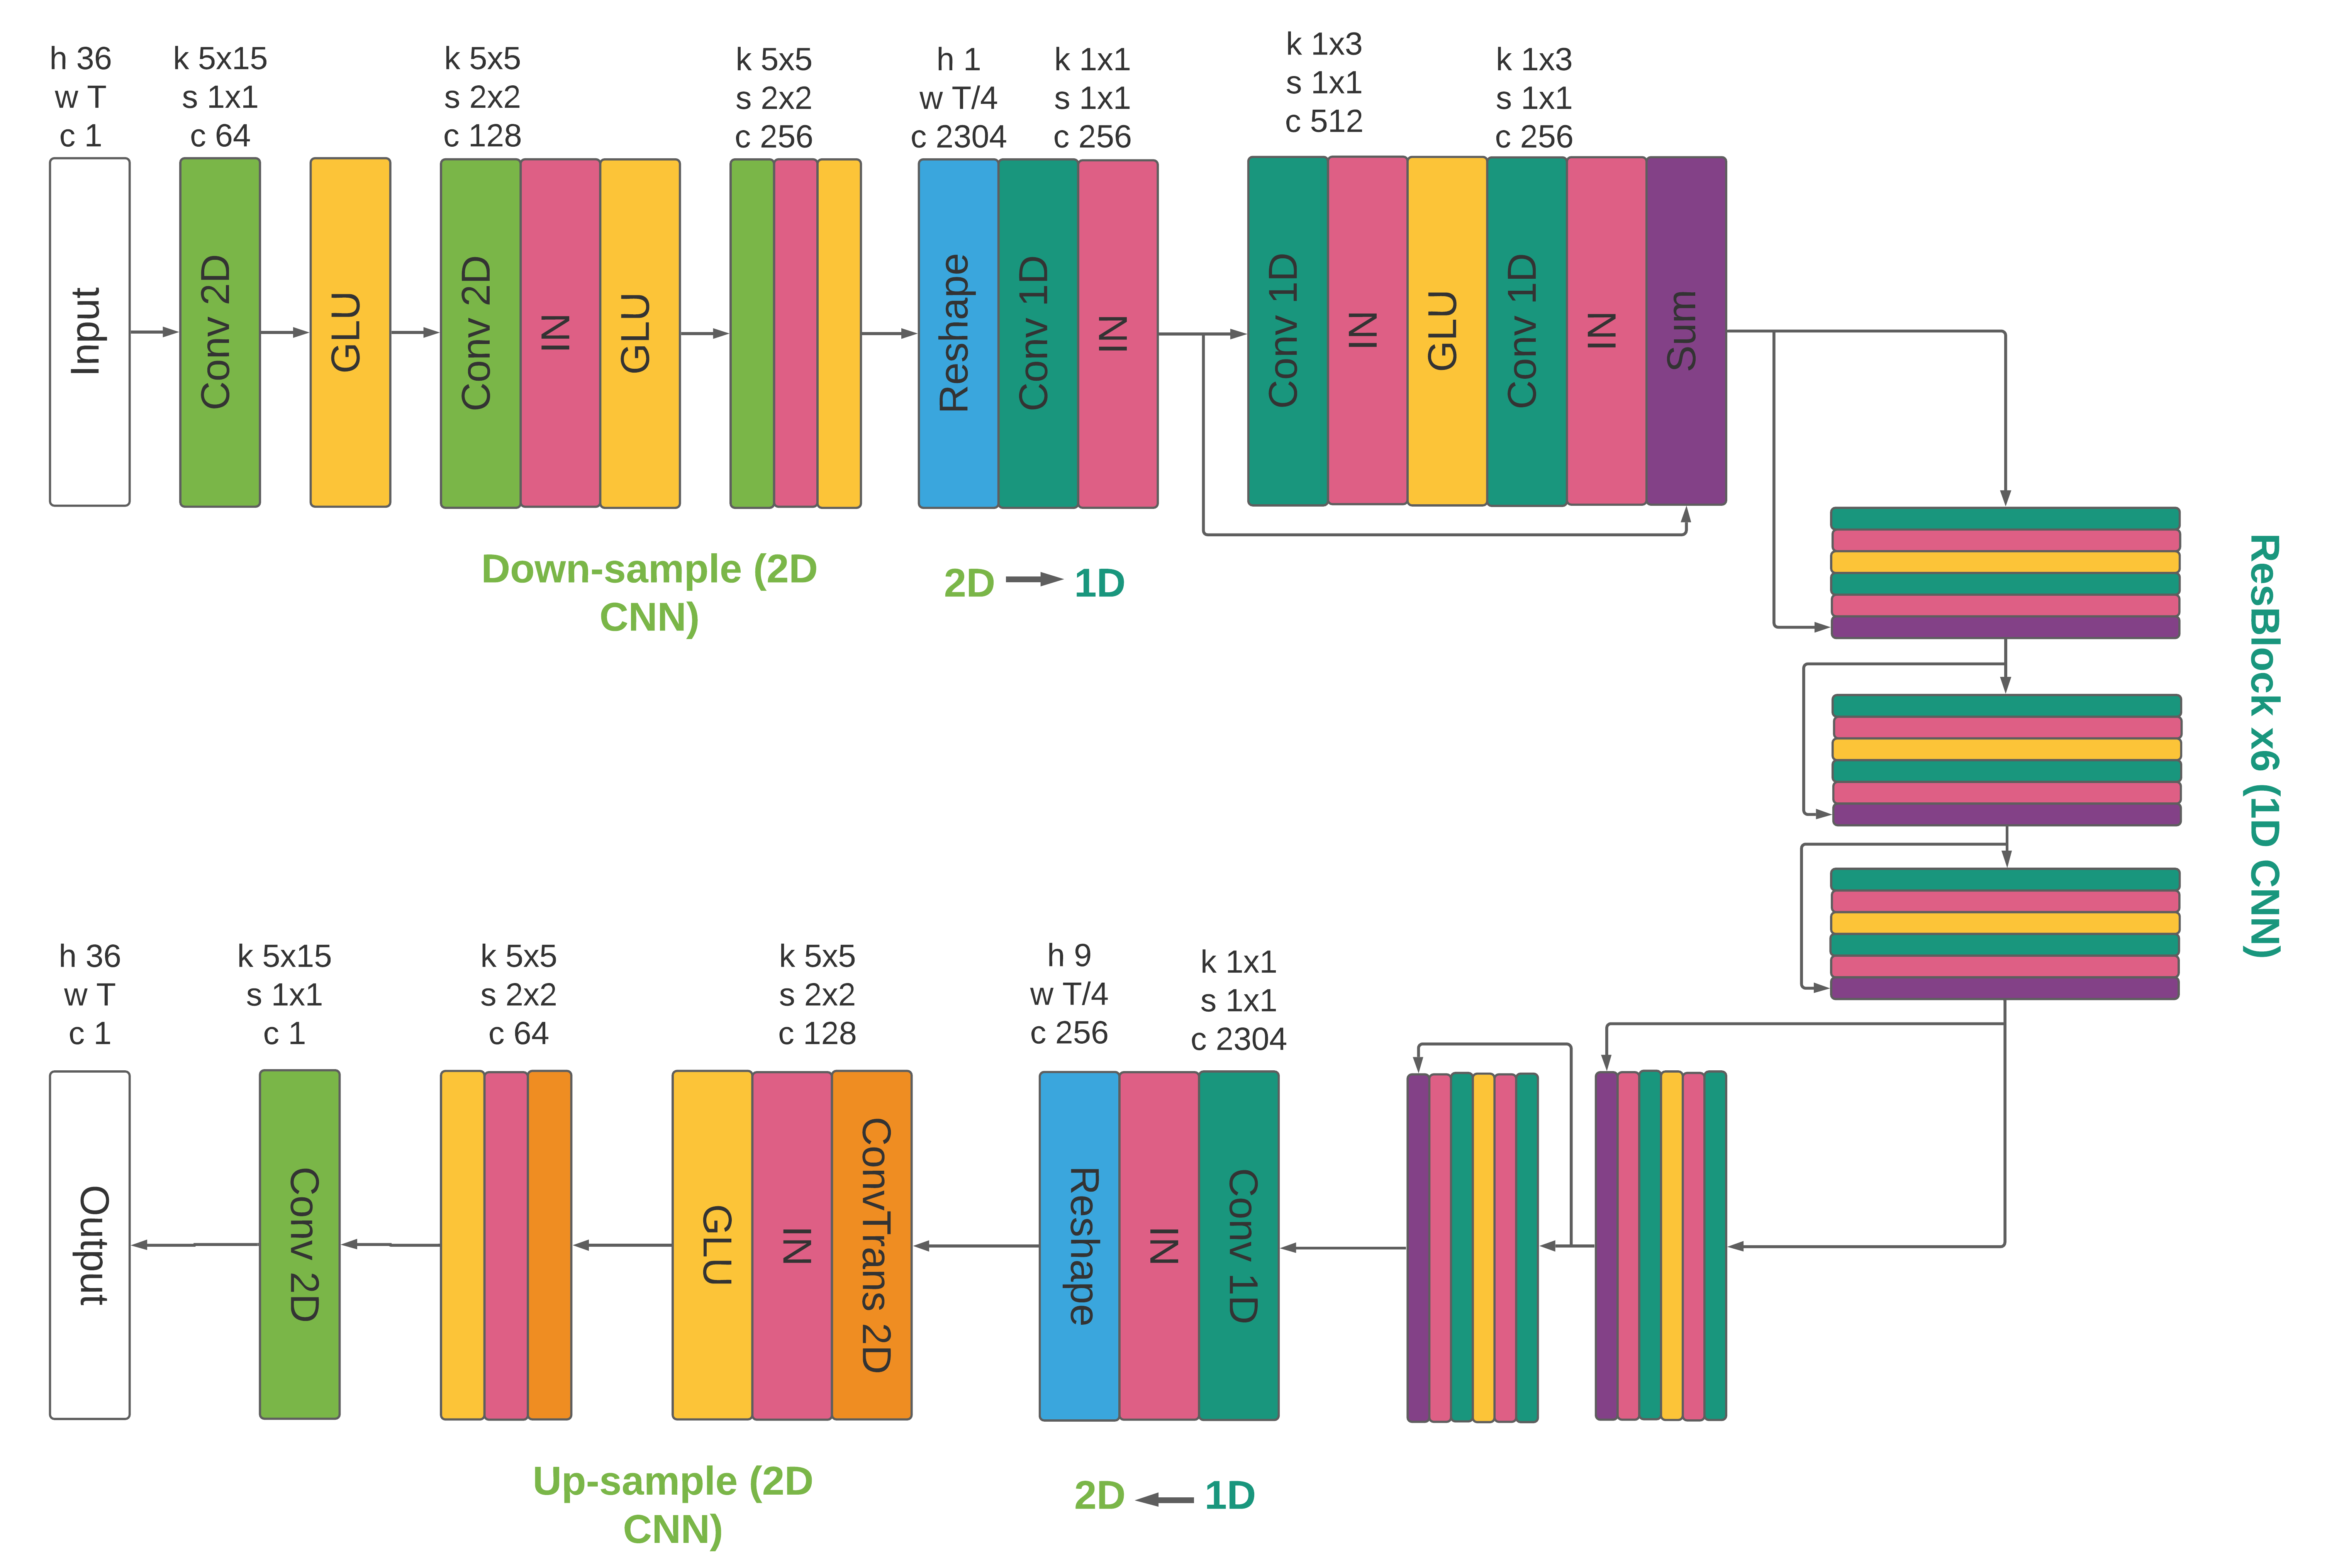 h 36
w T
c 1
k 5x15
s 1x1
c 64
k 5x5
s 2x2
c 128
k 5x5
s 2x2
c 256
h 1
w T/4
c 2304
k 1x1
s 1x1
c 256
k 1x3
s 1x1
c 512
k 1x3
s 1x1
c 256
Input
Conv 2D
GLU
Conv 2D
IN
GLU
Reshape
Conv 1D
IN
Conv 1D
IN
GLU
Conv 1D
IN
Sum
Down-sample (2D
CNN)
2D
1D
ResBlock x6 (1D CNN)
h 36
w T
c 1
k 5x15
s 1x1
c 1
k 5x5
s 2x2
c 64
k 5x5
s 2x2
c 128
h 9
w T/4
c 256
k 1x1
s 1x1
c 2304
Output
Conv 2D
GLU
IN
ConvTrans 2D
Reshape
IN
Conv 1D
Up-sample (2D
CNN)
2D
1D